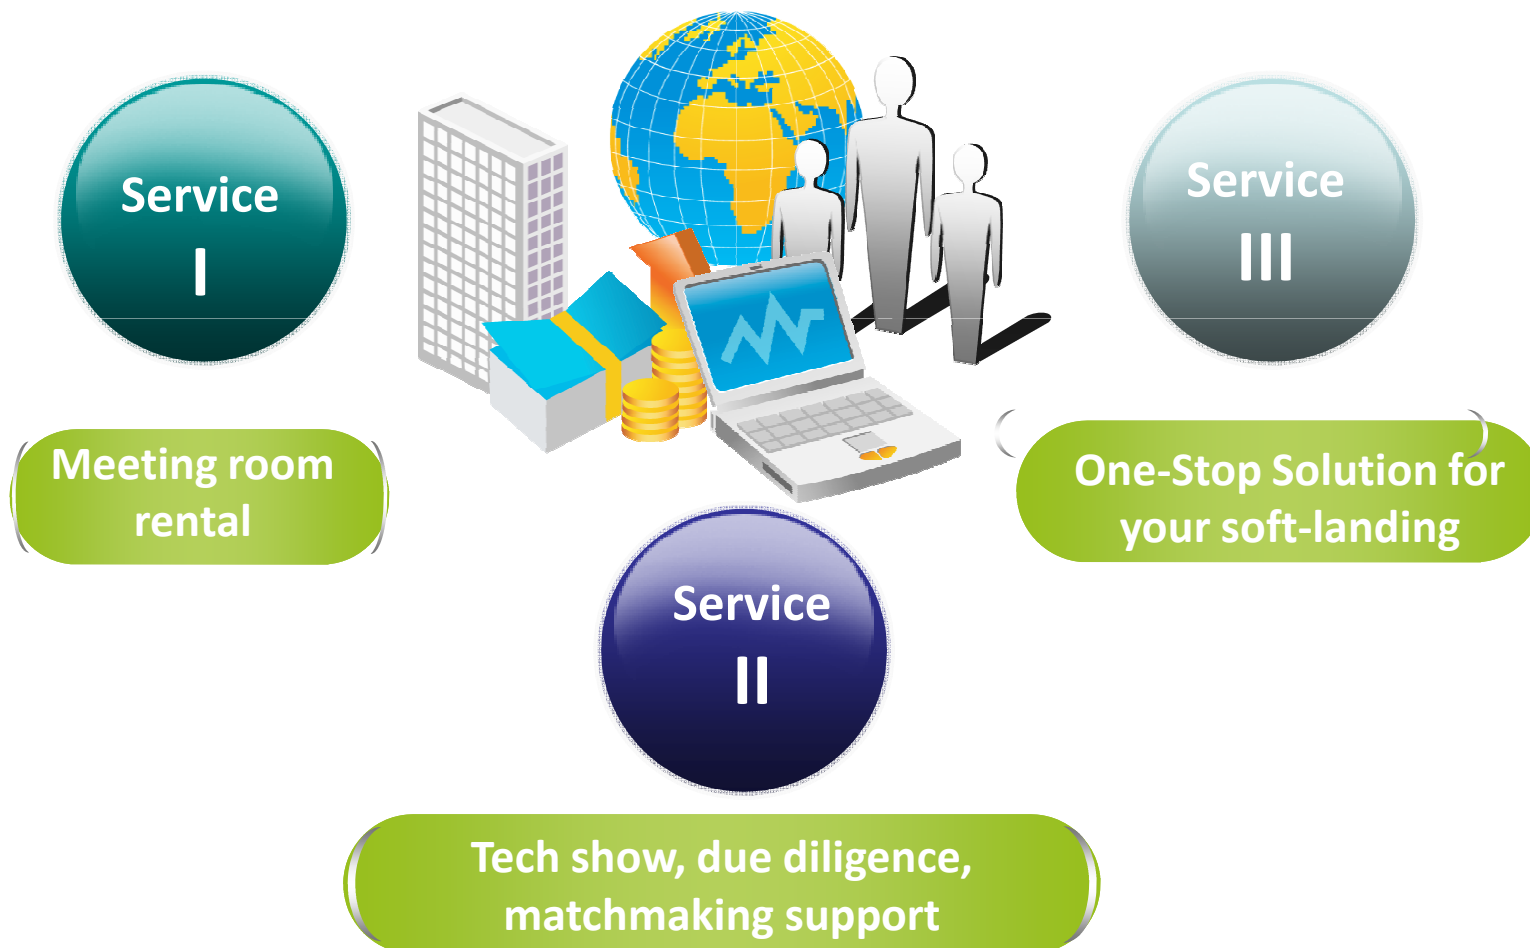 Service
I
Meeting room
rental
Service
II
Tech show, due diligence,
matchmaking support
Service
III
One-Stop Solution for
your soft-landing